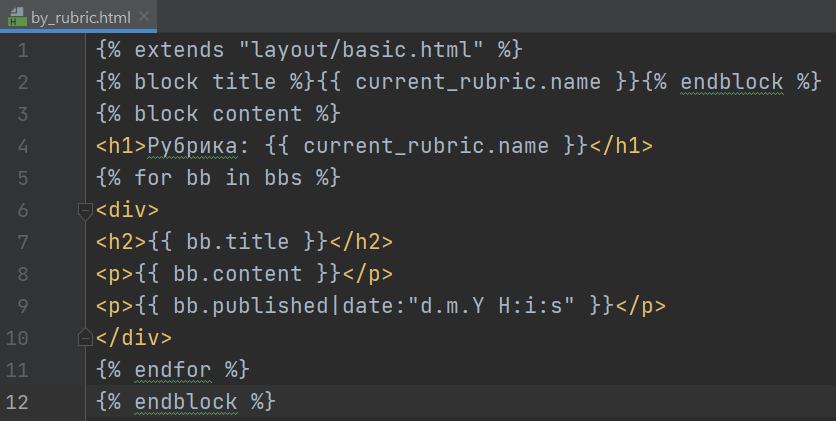 by_rubric.html
1 {% extends "layout/basic.html" %}
2 {% block title %}{{ current_rubric.name }}{% endblock %}
3 {% block content %}
4 <h1>Рубрика: {{ current_rubric.name }}</h1>
5 {% for bb in bbs %}
6 <div>
7 <h2>{{ bb.title }}</h2>
8 <p>{{ bb.content }}</p>
9 <p>{{ bb.published|date:"d.m.Y H:i:s" }}</p>
10 </div>
11 {% endfor %}
12 {% endblock %}